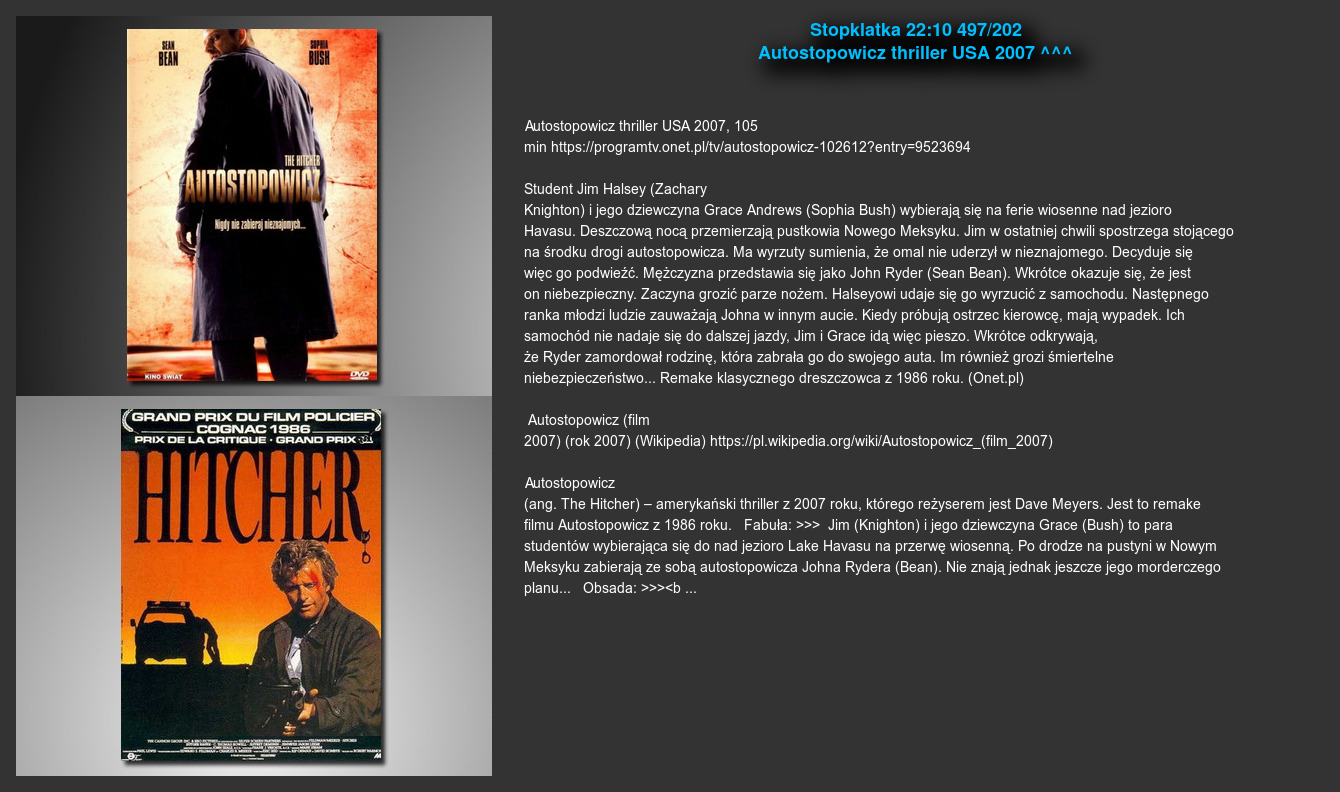 Stopklatka 22:10 497/202
Autostopowicz thriller USA 2007 ^^^
SEAN
BEAN
SOPHIA
BUSH
THE HITCHER
AUTOSTOPOWICZ
Nigdy nie zabieraj nieznajomych...
KINO ŚWIAT
DVD
GRAND PRIX DU FILM POLICIER
COGNAC 1986
PRIX DE LA CRITIQUE · GRAND PRIX
HITCHER
Autostopowicz thriller USA 2007, 105
min https://programtv.onet.pl/tv/autostopowicz-102612?entry=9523694
Student Jim Halsey (Zachary
Knighton) i jego dziewczyna Grace Andrews (Sophia Bush) wybierają się na ferie wiosenne nad jezioro
Havasu. Deszczową nocą przemierzają pustkowia Nowego Meksyku. Jim w ostatniej chwili spostrzega stojącego
na środku drogi autostopowicza. Ma wyrzuty sumienia, że omal nie uderzył w nieznajomego. Decyduje się
więc go podwieźć. Mężczyzna przedstawia się jako John Ryder (Sean Bean). Wkrótce okazuje się, że jest
on niebezpieczny. Zaczyna grozić parze nożem. Halseyowi udaje się go wyrzucić z samochodu. Następnego
ranka młodzi ludzie zauważają Johna w innym aucie. Kiedy próbują ostrzec kierowcę, mają wypadek. Ich
samochód nie nadaje się do dalszej jazdy, Jim i Grace idą więc pieszo. Wkrótce odkrywają,
że Ryder zamordował rodzinę, która zabrała go do swojego auta. Im również grozi śmiertelne
niebezpieczeństwo... Remake klasycznego dreszczowca z 1986 roku. (Onet.pl)
Autostopowicz (film
2007) (rok 2007) (Wikipedia) https://pl.wikipedia.org/wiki/Autostopowicz_(film_2007)
Autostopowicz
(ang. The Hitcher) – amerykański thriller z 2007 roku, którego reżyserem jest Dave Meyers. Jest to remake
filmu Autostopowicz z 1986 roku.   Fabuła: >>>  Jim (Knighton) i jego dziewczyna Grace (Bush) to para
studentów wybierająca się do nad jezioro Lake Havasu na przerwę wiosenną. Po drodze na pustyni w Nowym
Meksyku zabierają ze sobą autostopowicza Johna Rydera (Bean). Nie znają jednak jeszcze jego morderczego
planu...   Obsada: >>><b ...